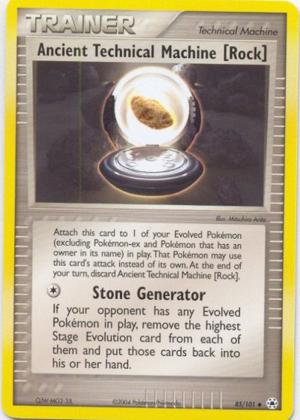 TRAINER
Technical Machine
Ancient Technical Machine [Rock]
Illus. Mitsuhiro Arita
Attach this card to 1 of your Evolved Pokémon
(excluding Pokémon-ex and Pokémon that has an
owner in its name) in play. That Pokémon may use
this card's attack instead of its own. At the end of
your turn, discard Ancient Technical Machine [Rock].
Stone Generator
If your opponent has any Evolved
Pokémon in play, remove the highest
Stage Evolution card from each of
them and put those cards back into
his or her hand.
©2004 Pokémon/Nintendo
85/101